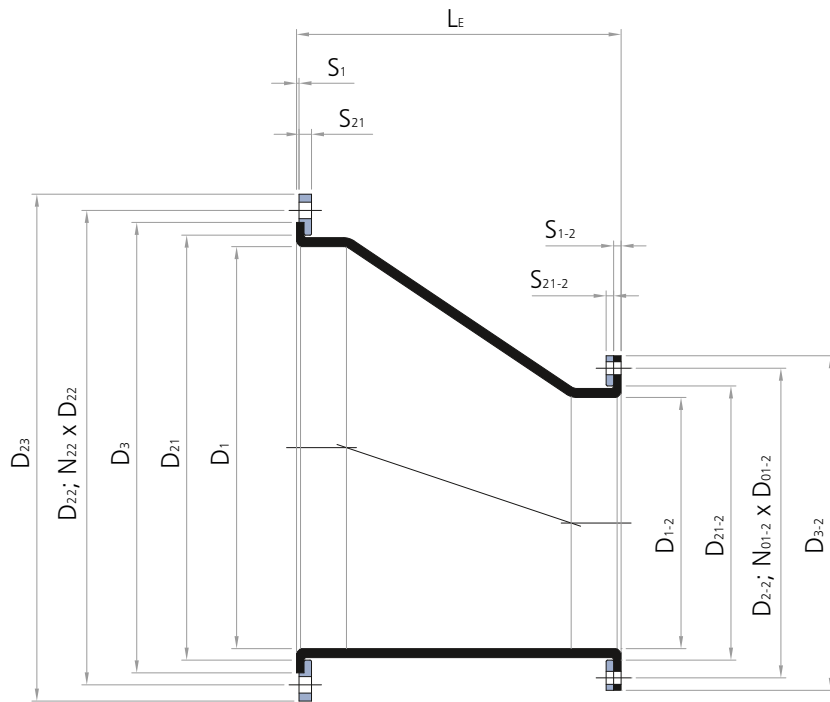 LE
S1
S21
S1-2
S21-2
D23
D22; N22 x D22
D3
D21
D1
D1-2
D21-2
D2-2; N01-2 x D01-2
D3-2